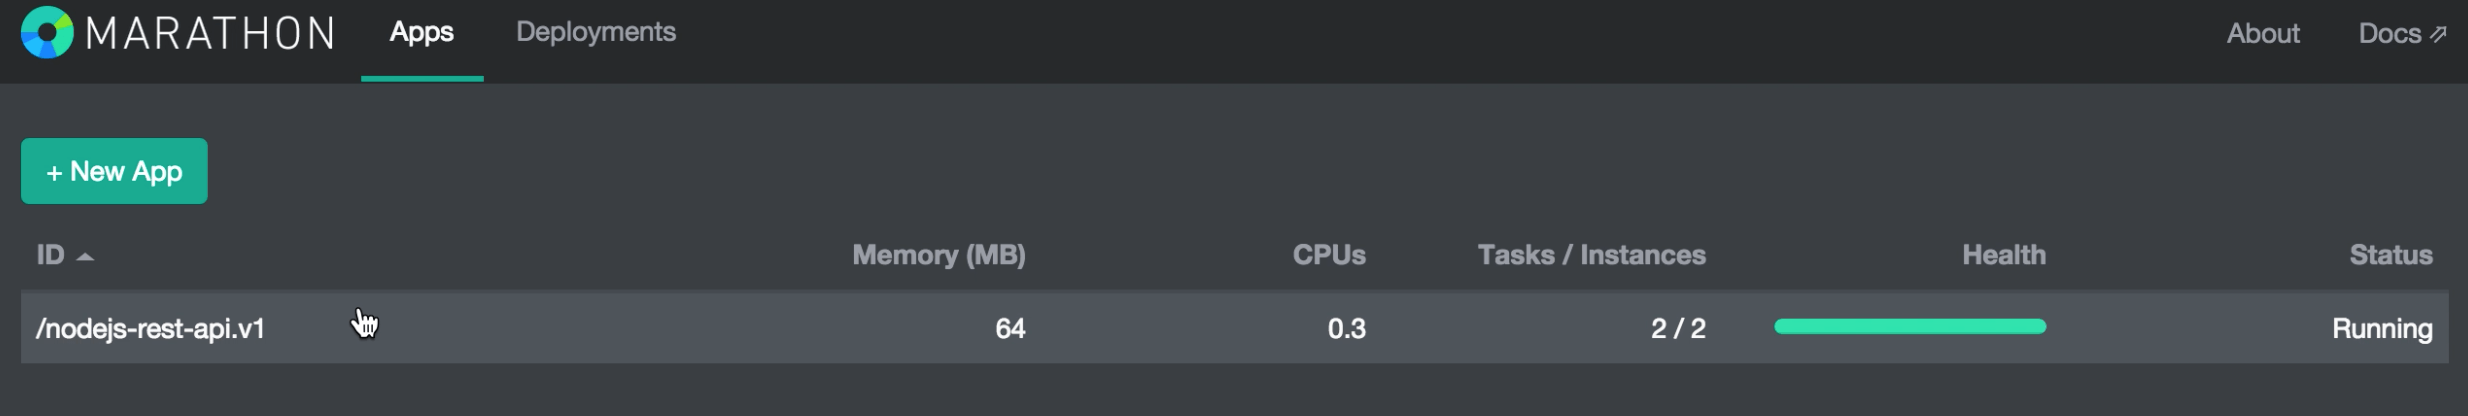 MARATHON Apps Deployments About Docs
+ New App
ID Memory (MB) CPUs Tasks / Instances Health Status
/nodejs-rest-api.v1 64 0.3 2 / 2 Running